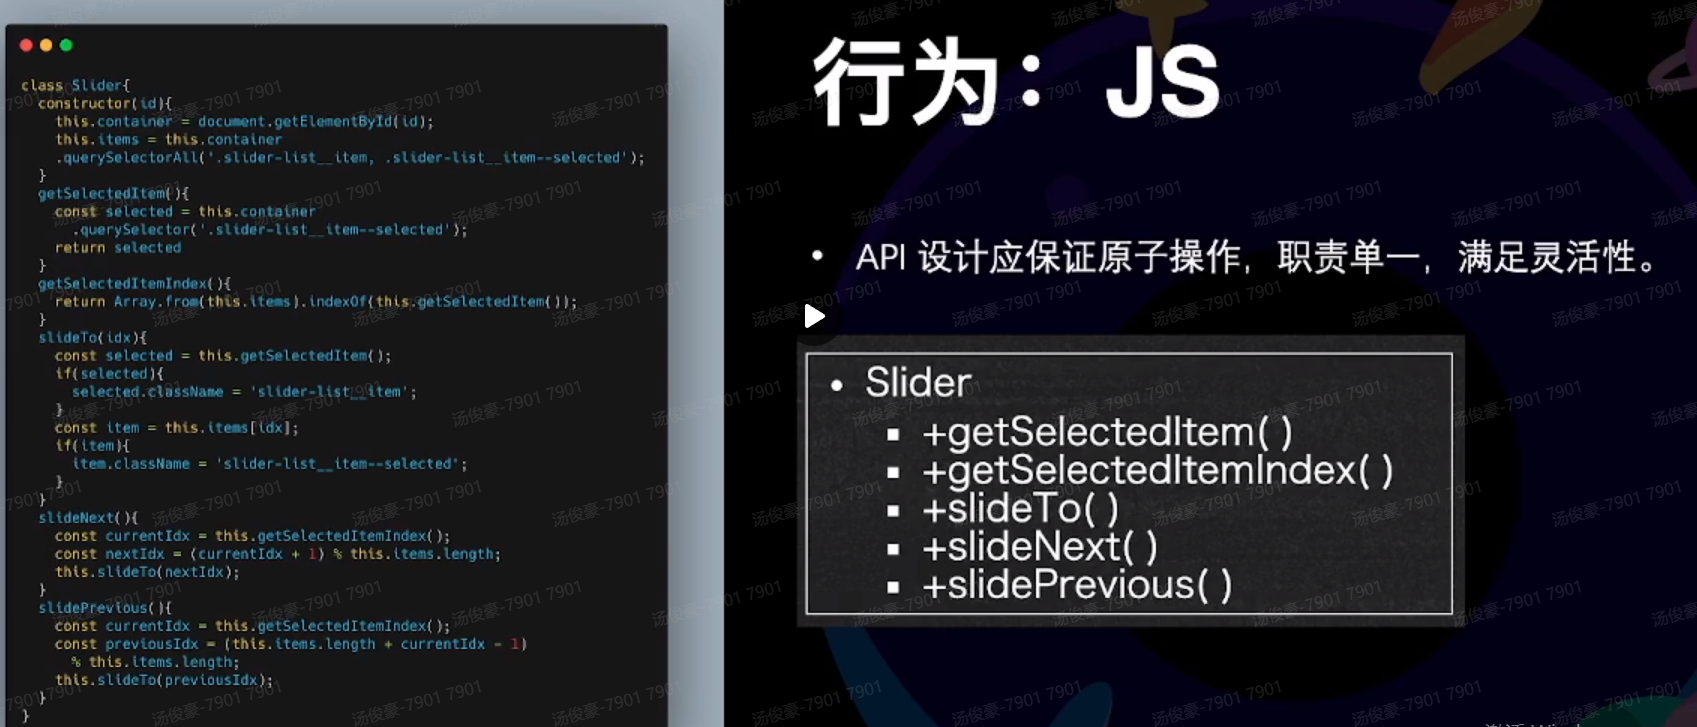 class Slider{
constructor(id){
this.container = document.getElementById(id);
this.items = this.container
.querySelectorAll('.slider-list__item, .slider-list__item--selected');
}
getSelectedItem(){
const selected = this.container
.querySelector('.slider-list__item--selected');
return selected
}
getSelectedItemIndex(){
return Array.from(this.items).indexOf(this.getSelectedItem());
}
slideTo(idx){
const selected = this.getSelectedItem();
if(selected){
selected.className = 'slider-list__item';
}
const item = this.items[idx];
if(item){
item.className = 'slider-list__item--selected';
}
}
slideNext(){
const currentIdx = this.getSelectedItemIndex();
const nextIdx = (currentIdx + 1) % this.items.length;
this.slideTo(nextIdx);
}
slidePrevious(){
const currentIdx = this.getSelectedItemIndex();
const previousIdx = (this.items.length + currentIdx - 1)
% this.items.length;
this.slideTo(previousIdx);
}
}
行为：JS
• API 设计应保证原子操作，职责单一，满足灵活性。
• Slider
▪ +getSelectedItem( )
▪ +getSelectedItemIndex( )
▪ +slideTo( )
▪ +slideNext( )
▪ +slidePrevious( )
汤俊豪-7901 7901